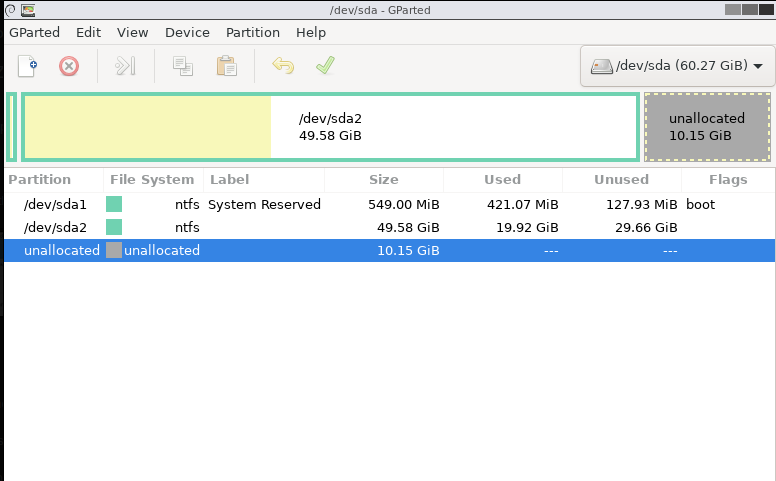 /dev/sda - GParted
GParted Edit View Device Partition Help
/dev/sda (60.27 GiB)
/dev/sda2
49.58 GiB
unallocated
10.15 GiB
Partition File System Label Size Used Unused Flags
/dev/sda1 ntfs System Reserved 549.00 MiB 421.07 MiB 127.93 MiB boot
/dev/sda2 ntfs 49.58 GiB 19.92 GiB 29.66 GiB
unallocated unallocated 10.15 GiB --- ---